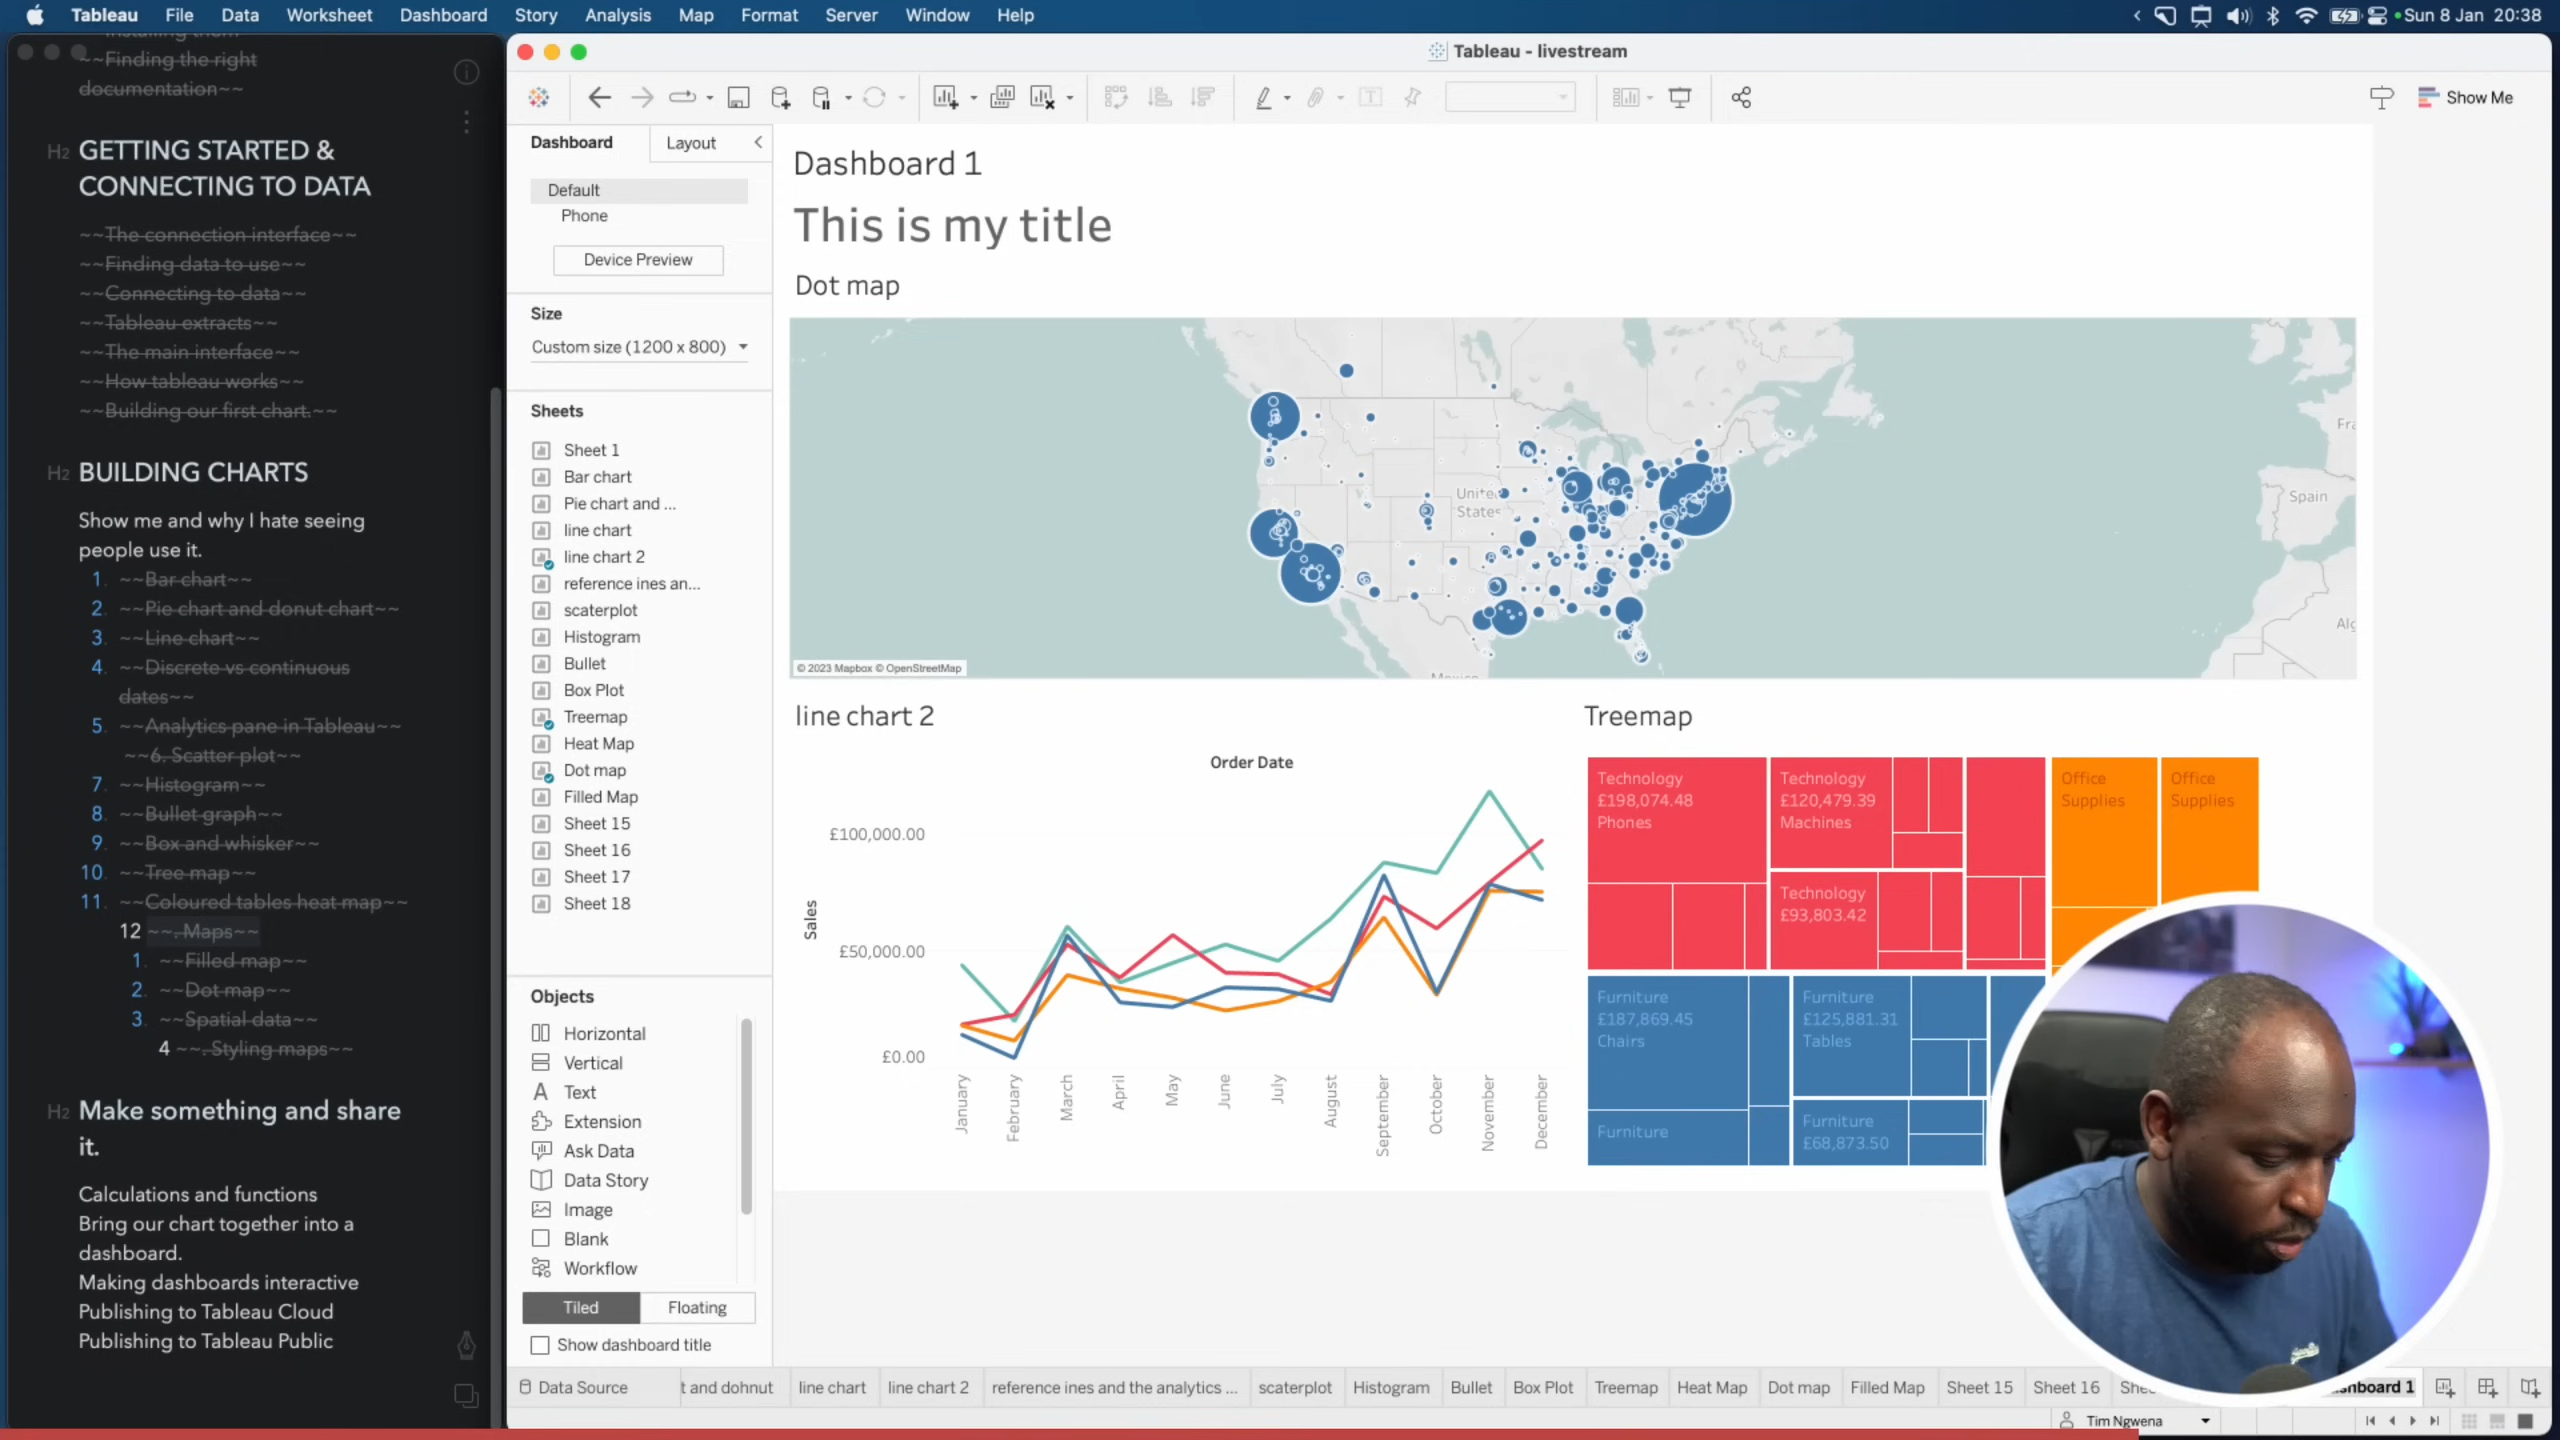 Tableau File Data Worksheet Dashboard Story Analysis Map Format Server Window Help
Sun 8 Jan 20:38
~~Finding the right
documentation~~
H2 GETTING STARTED &
CONNECTING TO DATA
~~The connection interface~~
~~Finding data to use~~
~~Connecting to data~~
~~Tableau extracts~~
~~The main interface~~
~~How tableau works~~
~~Building our first chart.~~
H2 BUILDING CHARTS
Show me and why I hate seeing
people use it.
1. ~~Bar chart~~
2. ~~Pie chart and donut chart~~
3. ~~Line chart~~
4. ~~Discrete vs continuous
dates~~
5. ~~Analytics pane in Tableau~~
~~6. Scatter plot~~
7. ~~Histogram~~
8. ~~Bullet graph~~
9. ~~Box and whisker~~
10. ~~Tree map~~
11. ~~Coloured tables heat map~~
12 ~~. Maps~~
1. ~~Filled map~~
2. ~~Dot map~~
3. ~~Spatial data~~
4 ~~. Styling maps~~
H2 Make something and share
it.
Calculations and functions
Bring our chart together into a
dashboard.
Making dashboards interactive
Publishing to Tableau Cloud
Publishing to Tableau Public
Tableau - livestream
Show Me
Dashboard Layout
Default
Phone
Device Preview
Size
Custom size (1200 x 800)
Sheets
Sheet 1
Bar chart
Pie chart and ...
line chart
line chart 2
reference ines an...
scaterplot
Histogram
Bullet
Box Plot
Treemap
Heat Map
Dot map
Filled Map
Sheet 15
Sheet 16
Sheet 17
Sheet 18
Objects
Horizontal
Vertical
Text
Extension
Ask Data
Data Story
Image
Blank
Workflow
Tiled Floating
Show dashboard title
Dashboard 1
This is my title
Dot map
United
States
Spain
© 2023 Mapbox © OpenStreetMap
line chart 2
Order Date
Sales
£100,000.00
£50,000.00
£0.00
January
February
March
April
May
June
July
August
September
October
November
December
Treemap
Technology
£198,074.48
Phones
Technology
£120,479.39
Machines
Technology
£93,803.42
Office
Supplies
Office
Supplies
Furniture
£187,869.45
Chairs
Furniture
£125,881.31
Tables
Furniture
Furniture
£68,873.50
Data Source t and dohnut line chart line chart 2 reference ines and the analytics ... scaterplot Histogram Bullet Box Plot Treemap Heat Map Dot map Filled Map Sheet 15 Sheet 16 shboard 1
Tim Ngwena